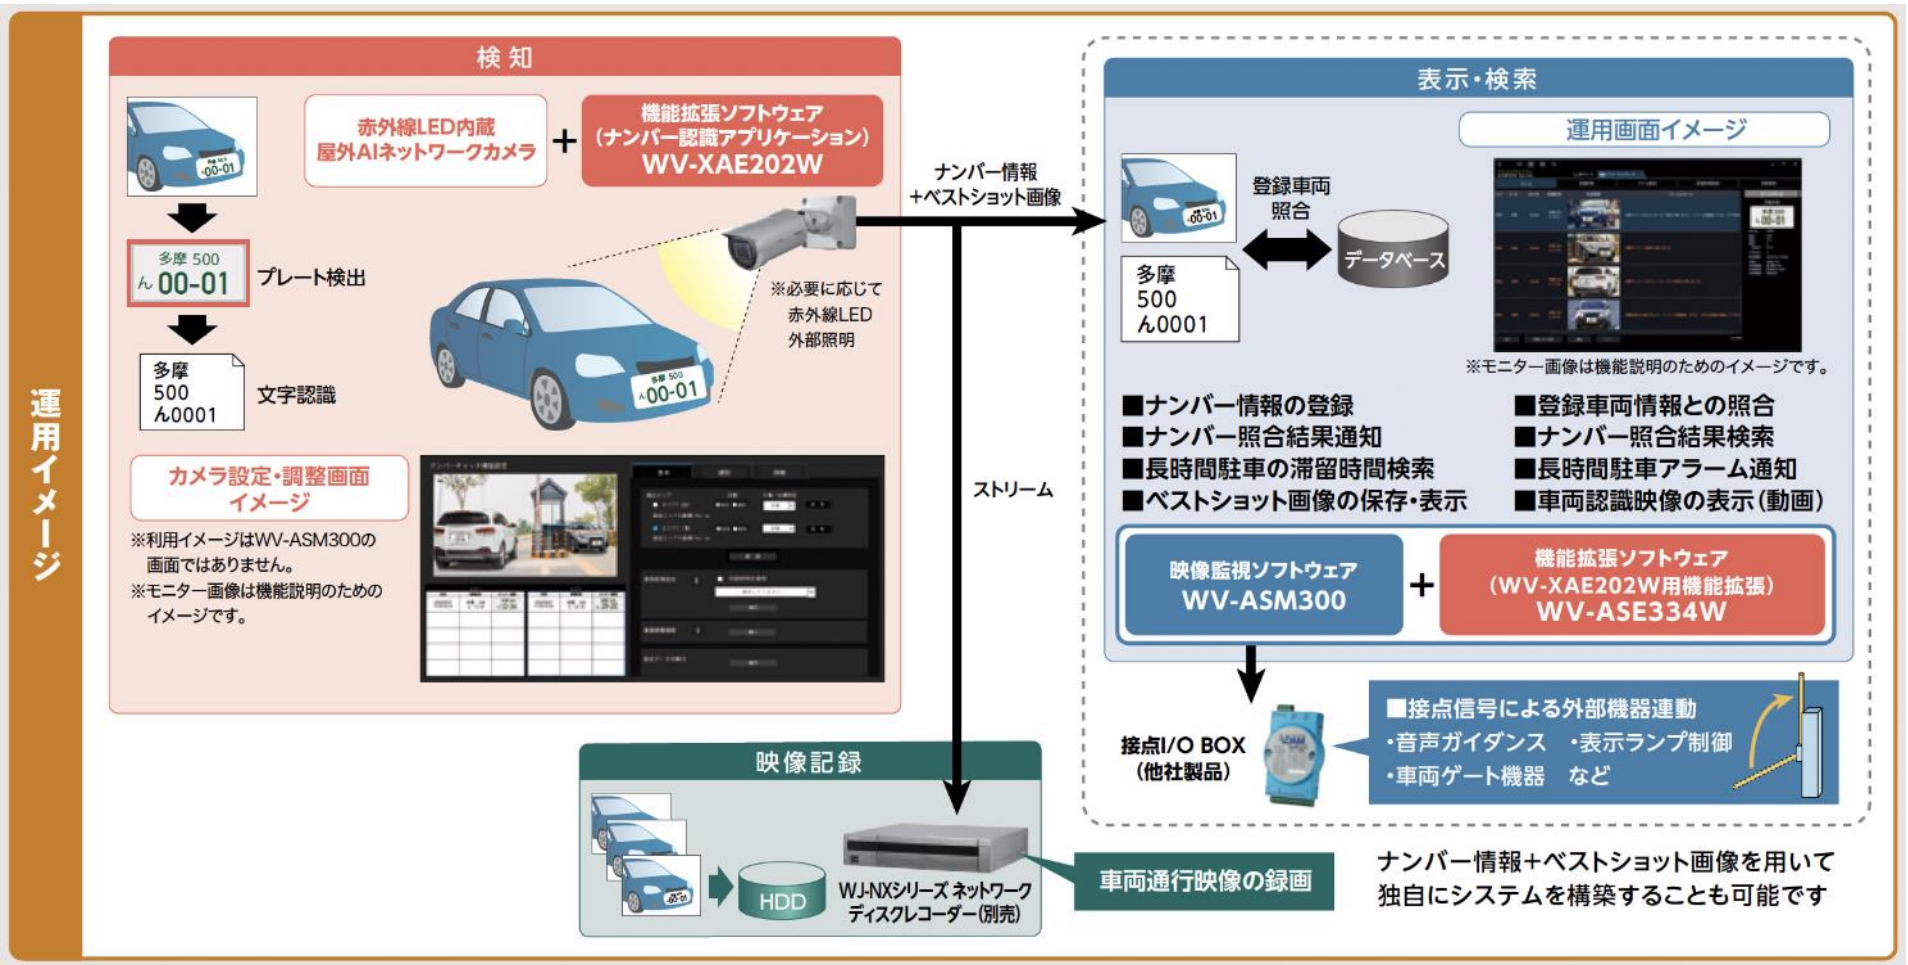 運用イメージ
検知
赤外線LED内蔵
屋外AIネットワークカメラ
+
機能拡張ソフトウェア
(ナンバー認識アプリケーション)
WV-XAE202W
多摩 500
00-01
多摩 500
ん 00-01
プレート検出
多摩
500
ん0001
文字認識
多摩 500
ん00-01
※必要に応じて
赤外線LED
外部照明
カメラ設定・調整画面
イメージ
※利用イメージはWV-ASM300の
画面ではありません。
※モニター画像は機能説明のための
イメージです。
ナンバー情報
+ベストショット画像
ストリーム
表示・検索
運用画面イメージ
00-01
多摩
500
ん0001
登録車両
照合
データベース
※モニター画像は機能説明のためのイメージです。
■ナンバー情報の登録
■登録車両情報との照合
■ナンバー照合結果通知
■ナンバー照合結果検索
■長時間駐車の滞留時間検索
■長時間駐車アラーム通知
■ベストショット画像の保存・表示
■車両認識映像の表示(動画)
映像監視ソフトウェア
WV-ASM300
+
機能拡張ソフトウェア
(WV-XAE202W用機能拡張)
WV-ASE334W
接点I/O BOX
(他社製品)
■接点信号による外部機器連動
・音声ガイダンス ・表示ランプ制御
・車両ゲート機器 など
映像記録
HDD
WJ-NXシリーズ ネットワーク
ディスクレコーダー(別売)
車両通行映像の録画
ナンバー情報+ベストショット画像を用いて
独自にシステムを構築することも可能です